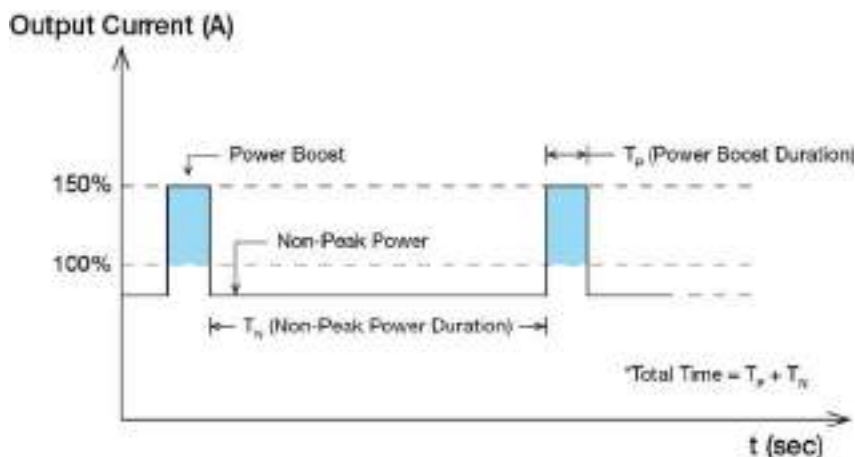 Output Current (A)
Power Boost
Tp (Power Boost Duration)
150%
Non-Peak Power
100%
TN (Non-Peak Power Duration)
*Total Time = TP + TN
t (sec)